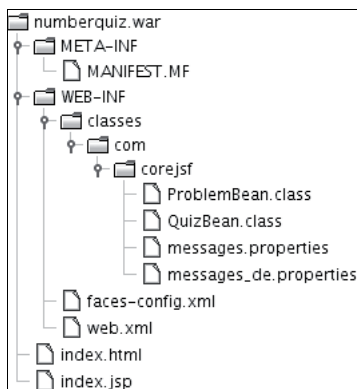 numberquiz.war
META-INF
MANIFEST.MF
WEB-INF
classes
com
corejsf
ProblemBean.class
QuizBean.class
messages.properties
messages_de.properties
faces-config.xml
web.xml
index.html
index.jsp